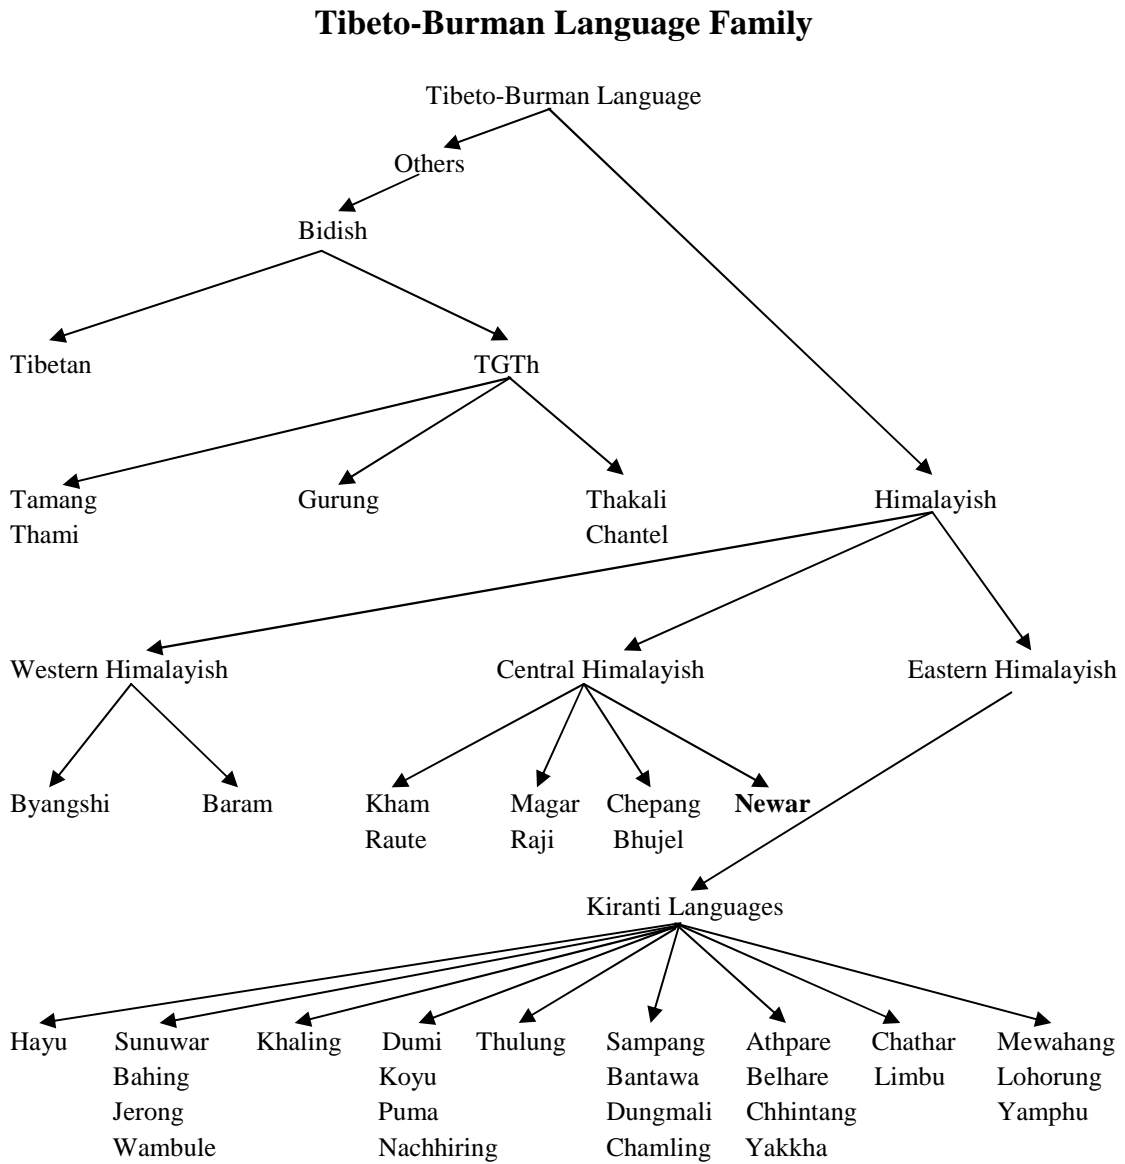 Tibeto-Burman Language Family
Tibeto-Burman Language
Others
Bidish
Tibetan TGTh
Tamang Gurung Thakali Himalayish
Thami Chantel
Western Himalayish Central Himalayish Eastern Himalayish
Byangshi Baram Kham Magar Chepang Newar
Raute Raji Bhujel
Kiranti Languages
Hayu Sunuwar Khaling Dumi Thulung Sampang Athpare Chathar Mewahang
Bahing Koyu Bantawa Belhare Limbu Lohorung
Jerong Puma Dungmali Chhintang Yamphu
Wambule Nachhiring Chamling Yakkha